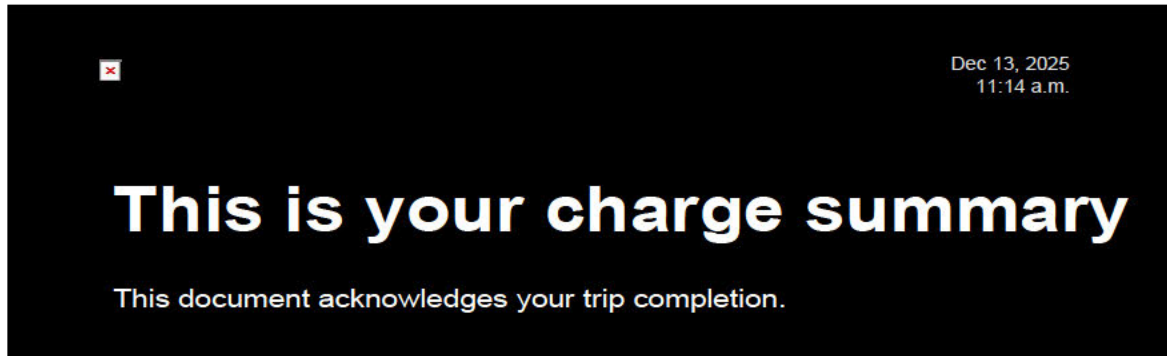 Dec 13, 2025
11:14 a.m.
This is your charge summary
This document acknowledges your trip completion.